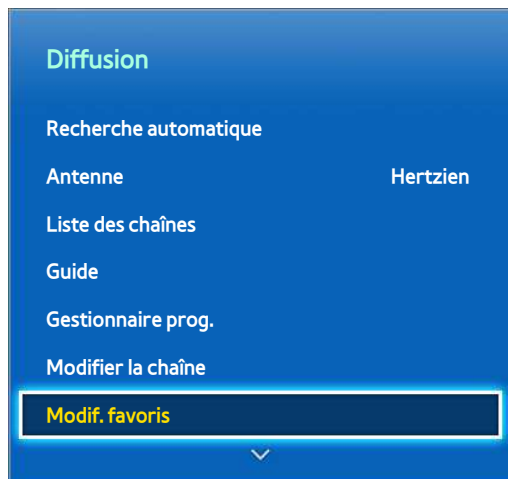 Diffusion
Recherche automatique
Antenne Hertzien
Liste des chaînes
Guide
Gestionnaire prog.
Modifier la chaîne
Modif. favoris